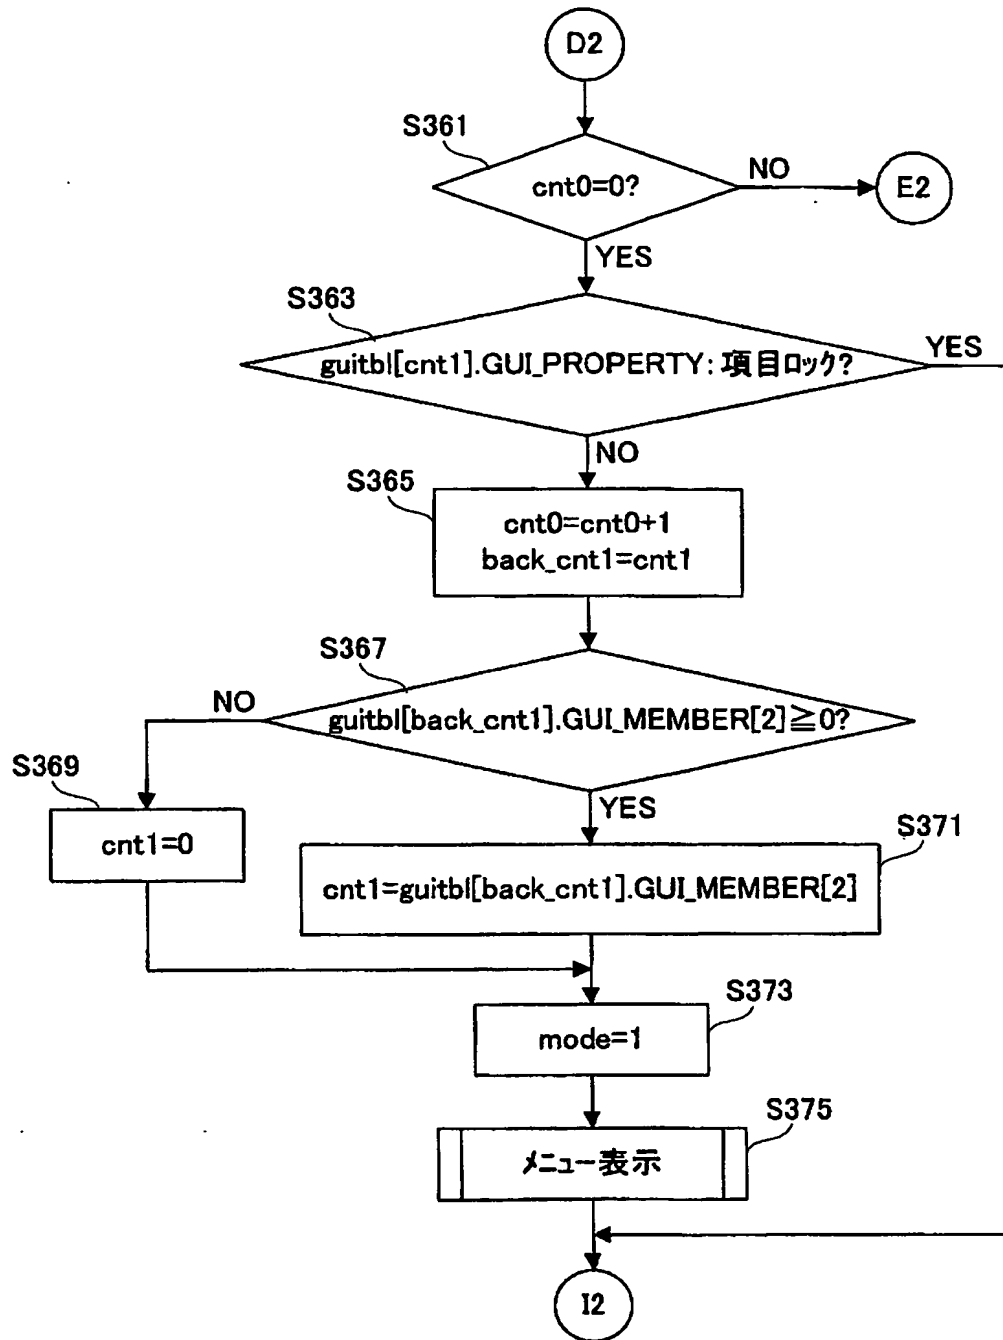 D2
S361
cnt0=0?
NO
E2
YES
S363
guitbl[cnt1].GUI_PROPERTY:項目ロック?
YES
NO
S365
cnt0=cnt0+1
back_cnt1=cnt1
S367
NO
guitbl[back_cnt1].GUI_MEMBER[2]≧0?
S369
YES
cnt1=0
S371
cnt1=guitbl[back_cnt1].GUI_MEMBER[2]
S373
mode=1
S375
メニュー表示
I2